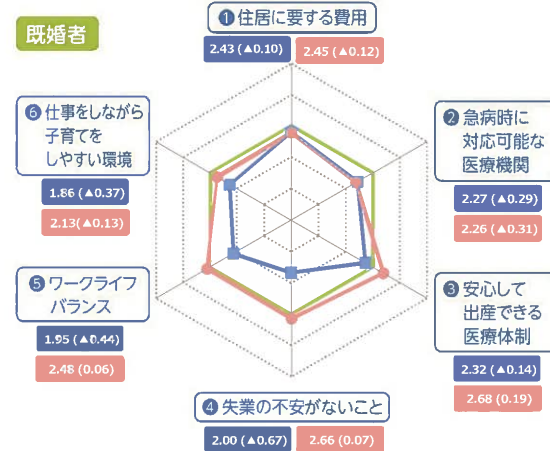 既婚者
❶住居に要する費用
2.43 (▲0.10) 2.45 (▲0.12)
❷急病時に
対応可能な
医療機関
2.27 (▲0.29)
2.26 (▲0.31)
❸安心して
出産できる
医療体制
2.32 (▲0.14)
2.68 (0.19)
❹失業の不安がないこと
2.00 (▲0.67) 2.66 (0.07)
❺ワークライフ
バランス
1.95 (▲0.44)
2.48 (0.06)
❻仕事をしながら
子育てを
しやすい環境
1.86 (▲0.37)
2.13(▲0.13)